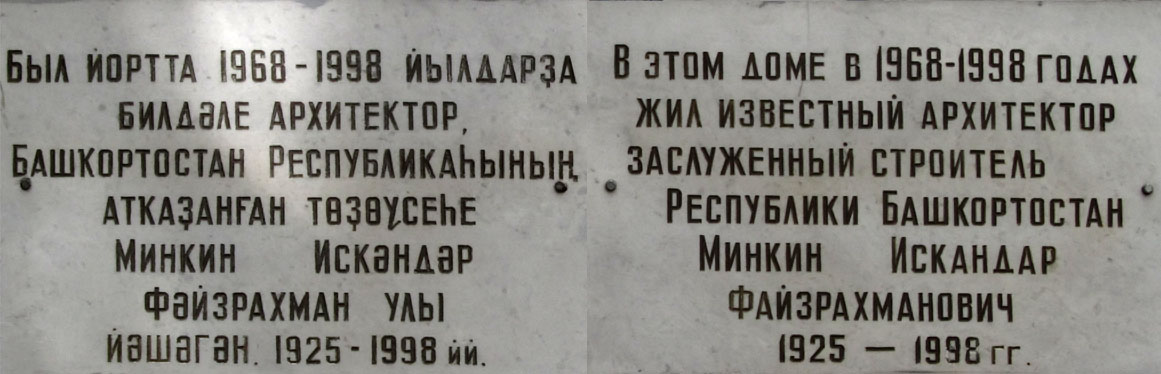 Был йортта 1968-1998 йылдарҙа
билдәле архитектор,
Башҡортостан Республикаһының
атҡаҙанған төҙөүсеһе
Минкин Искәндәр
Фәйзрахман улы
йәшәгән. 1925-1998 йй.
В этом доме в 1968-1998 годах
жил известный архитектор
заслуженный строитель
Республики Башкортостан
Минкин Искандар
Файзрахманович
1925 — 1998 гг.